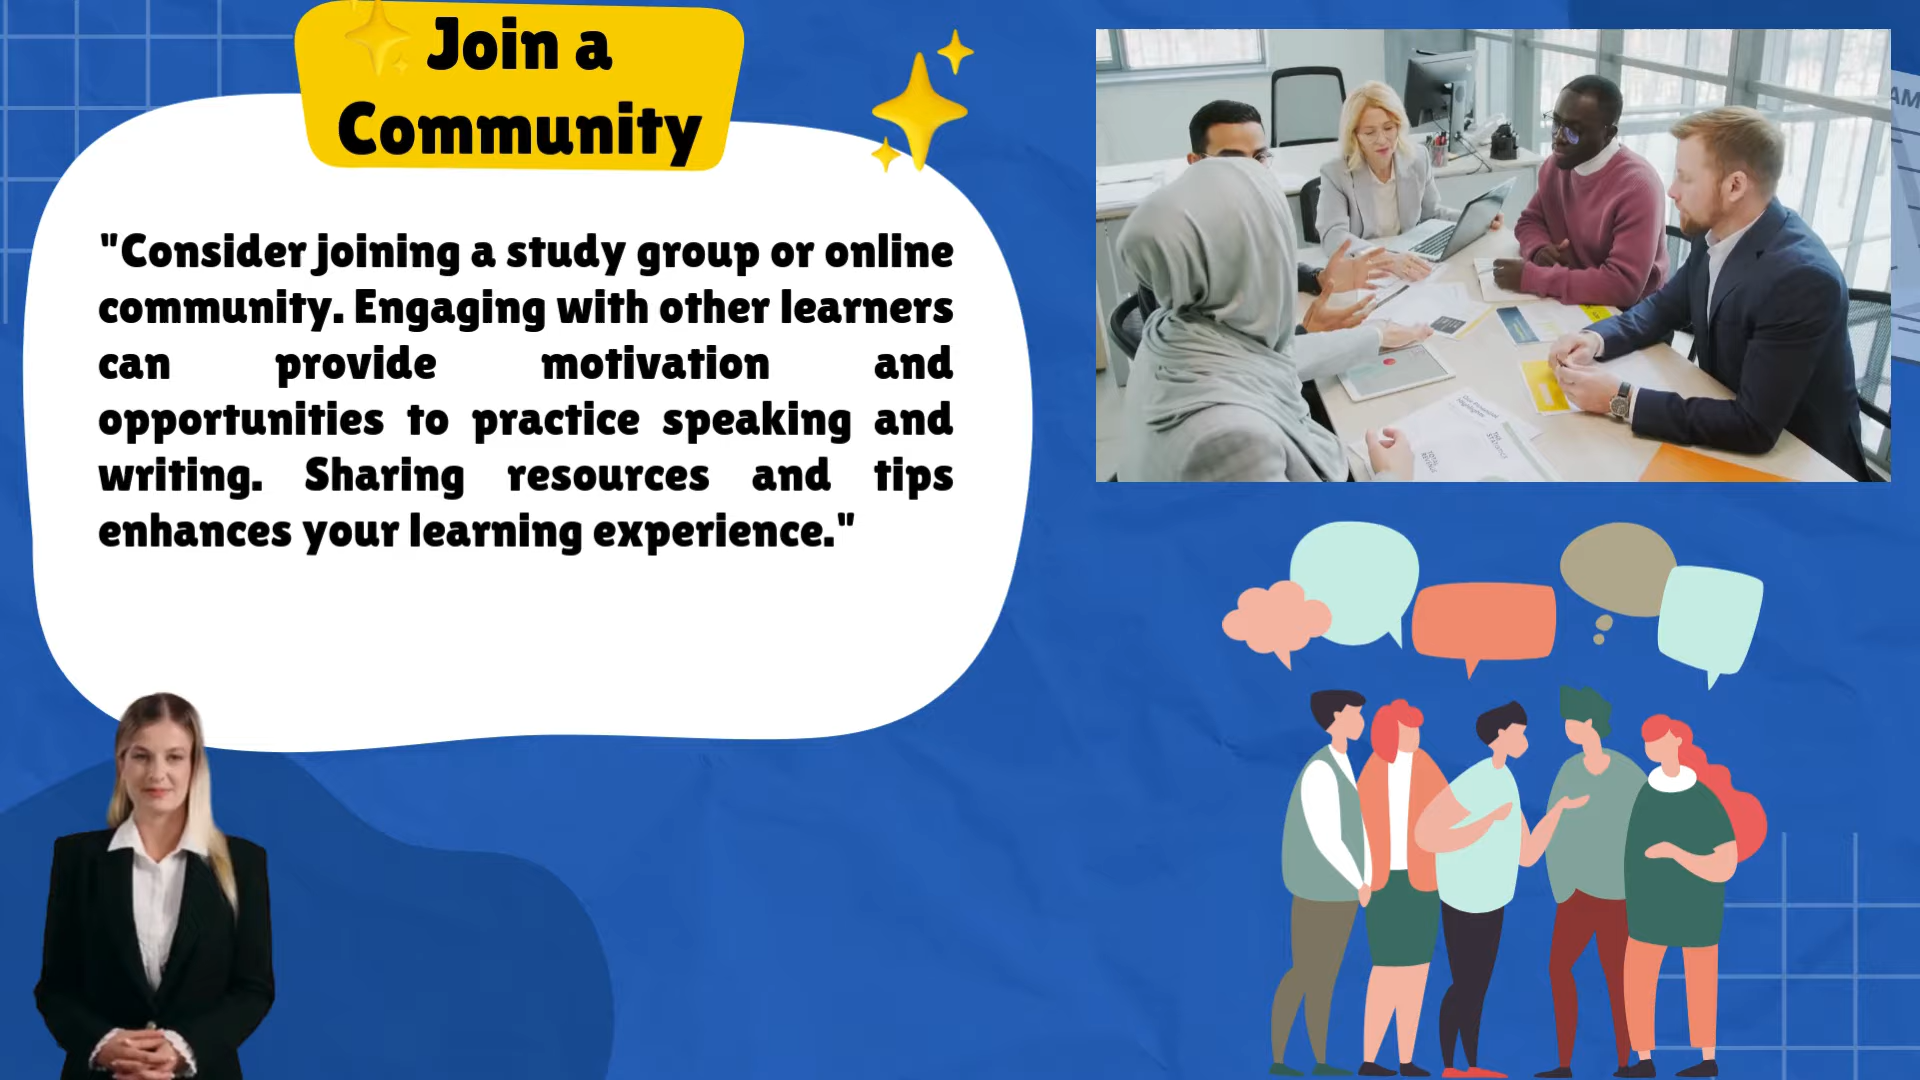 Join a
Community
"Consider joining a study group or online
community. Engaging with other learners
can provide motivation and
opportunities to practice speaking and
writing. Sharing resources and tips
enhances your learning experience."
AM